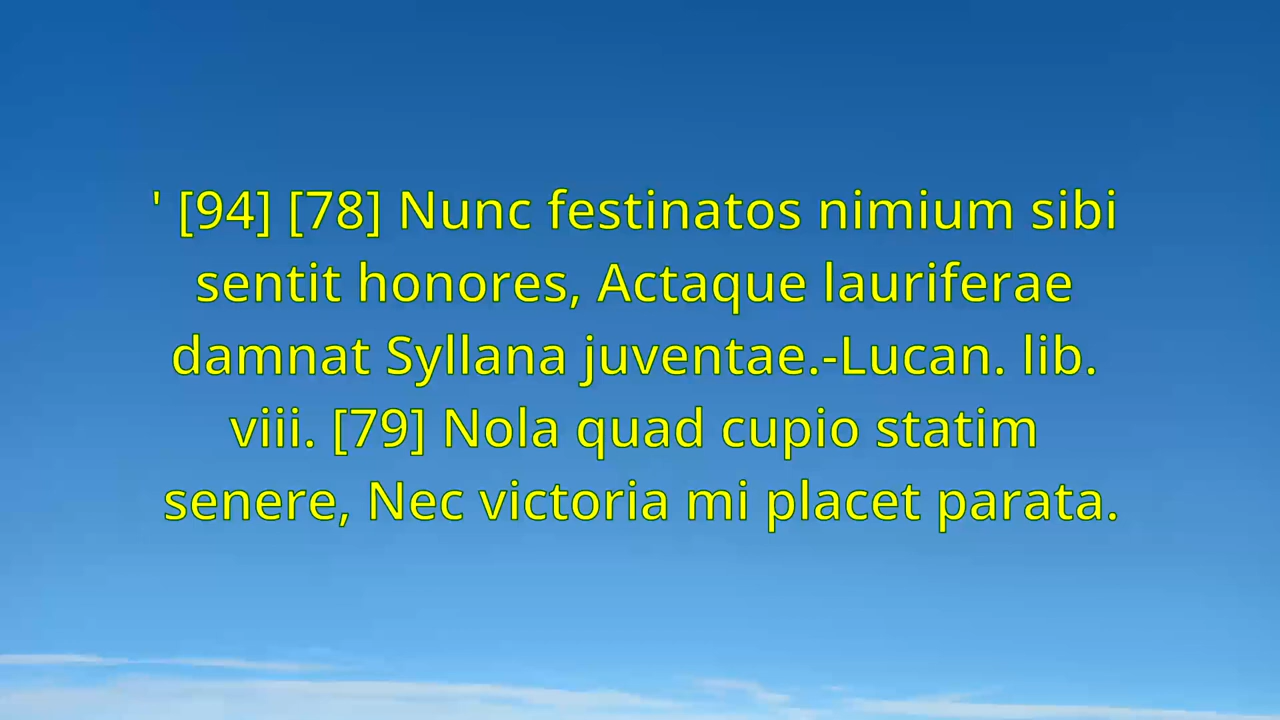 ' [94] [78] Nunc festinatos nimium sibi
sentit honores, Actaque lauriferae
damnat Syllana juventae.-Lucan. lib.
viii. [79] Nola quad cupio statim
senere, Nec victoria mi placet parata.